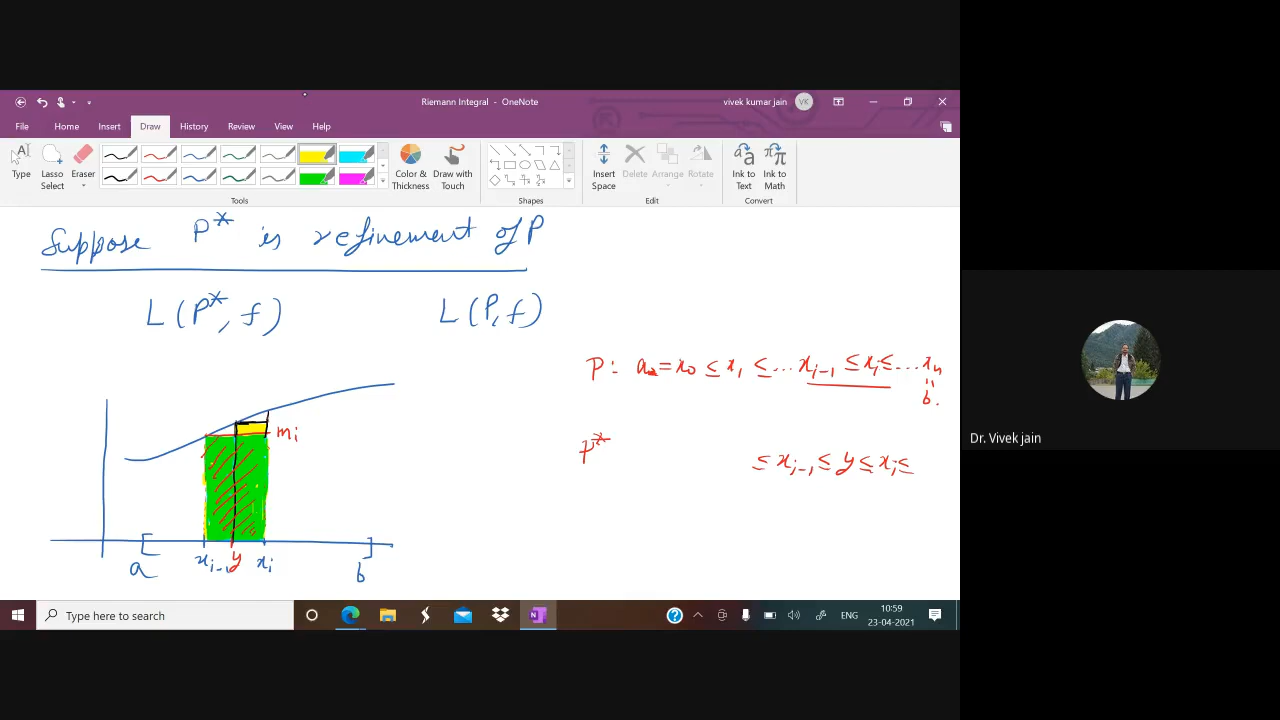 Riemann Integral - OneNote
vivek kumar jain VK
File Home Insert Draw History Review View Help
Type Lasso Select Eraser Color & Thickness Draw with Touch Insert Space Delete Arrange Rotate Ink to Text Ink to Math
Tools Shapes Edit Convert
Suppose P* is refinement of P
L(P*, f) L(P, f)
P: a = x₀ ≤ x₁ ≤ ... xᵢ₋₁ ≤ xᵢ ≤ ... xₙ
"
b.
mᵢ
P* ≤ xᵢ₋₁ ≤ y ≤ xᵢ ≤
a xᵢ₋₁ y xᵢ b
Dr. Vivek jain
Type here to search
ENG
10:59
23-04-2021